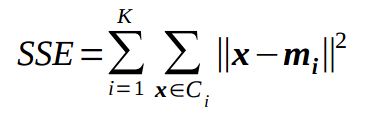 SSE = ∑_{i=1}^{K} ∑_{x∈C_i} ||x − m_i||²